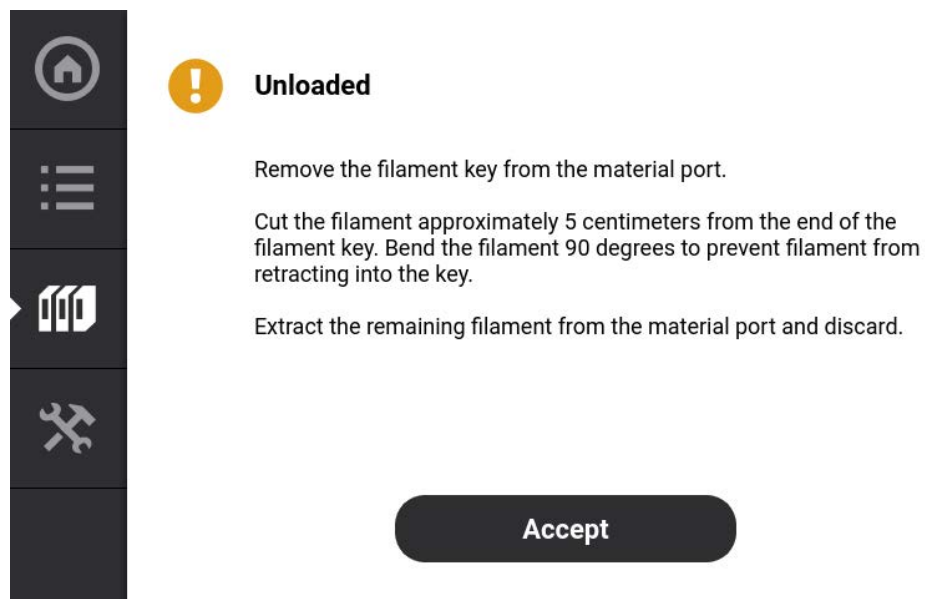 Unloaded
Remove the filament key from the material port.
Cut the filament approximately 5 centimeters from the end of the
filament key. Bend the filament 90 degrees to prevent filament from
retracting into the key.
Extract the remaining filament from the material port and discard.
Accept